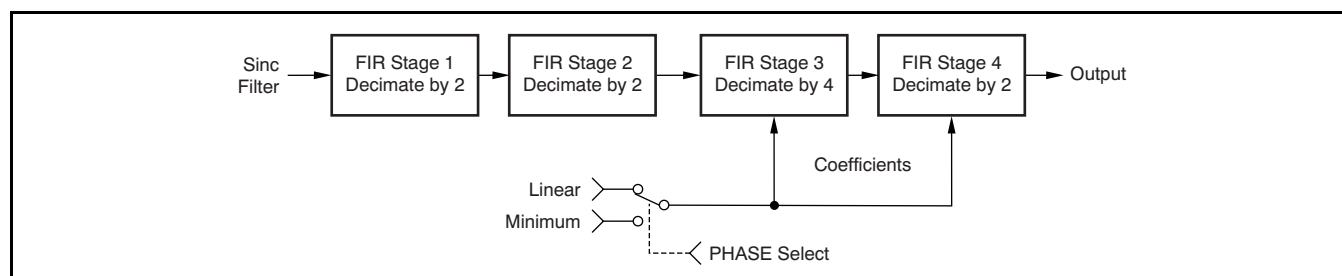 Sinc
Filter
FIR Stage 1
Decimate by 2
FIR Stage 2
Decimate by 2
FIR Stage 3
Decimate by 4
FIR Stage 4
Decimate by 2
Output
Coefficients
Linear
Minimum
PHASE Select